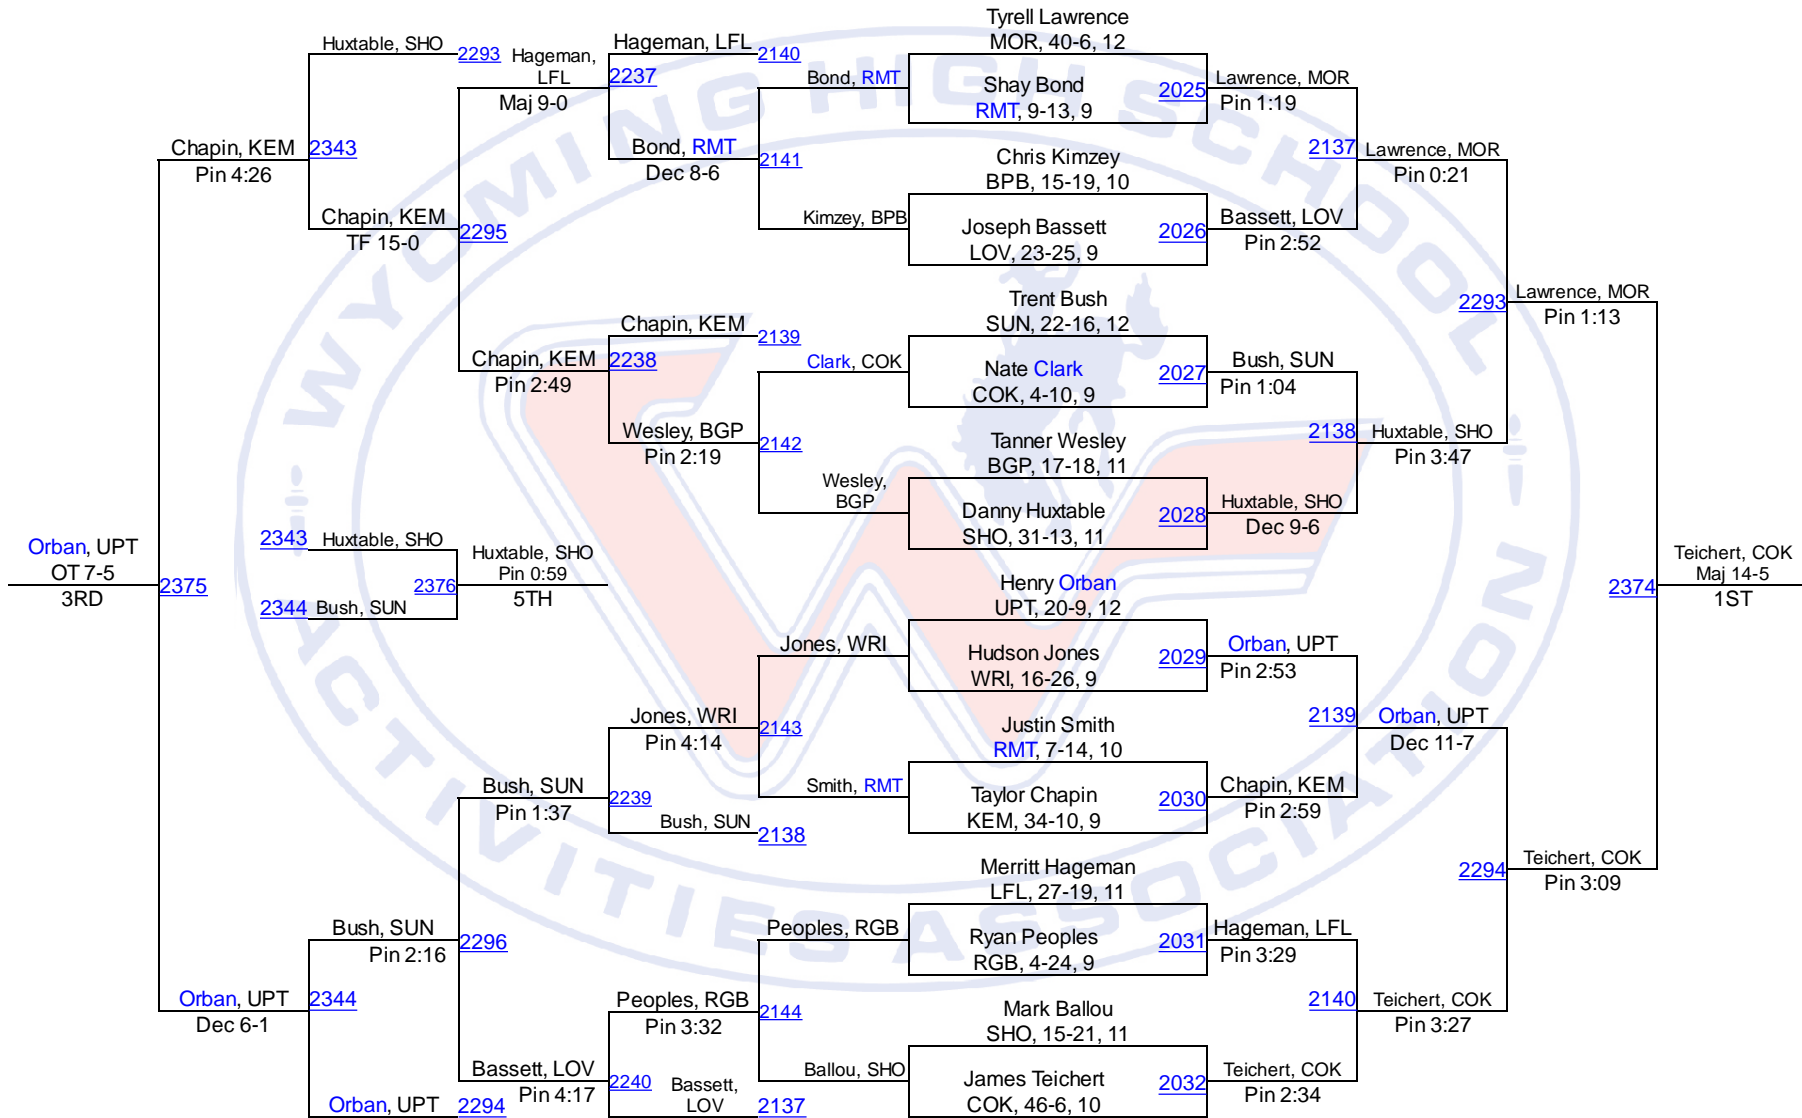 Tyrell Lawrence
MOR, 40-6, 12
Shay Bond
RMT, 9-13, 9
2025
Chris Kimzey
BPB, 15-19, 10
Joseph Bassett
LOV, 23-25, 9
2026
Trent Bush
SUN, 22-16, 12
Nate Clark
COK, 4-10, 9
2027
Tanner Wesley
BGP, 17-18, 11
Danny Huxtable
SHO, 31-13, 11
2028
Henry Orban
UPT, 20-9, 12
Hudson Jones
WRI, 16-26, 9
2029
Justin Smith
RMT, 7-14, 10
Taylor Chapin
KEM, 34-10, 9
2030
Merritt Hageman
LFL, 27-19, 11
Ryan Peoples
RGB, 4-24, 9
2031
Mark Ballou
SHO, 15-21, 11
James Teichert
COK, 46-6, 10
2032
Lawrence, MOR
Pin 1:19
Bassett, LOV
Pin 2:52
Bush, SUN
Pin 1:04
Huxtable, SHO
Dec 9-6
Orban, UPT
Pin 2:53
Chapin, KEM
Pin 2:59
Hageman, LFL
Pin 3:29
Teichert, COK
Pin 2:34
2137
Lawrence, MOR
Pin 0:21
2138
Huxtable, SHO
Pin 3:47
2139
Orban, UPT
Dec 11-7
2140
Teichert, COK
Pin 3:27
2293
Lawrence, MOR
Pin 1:13
2294
Teichert, COK
Pin 3:09
2374
Teichert, COK
Maj 14-5
1ST
Bond, RMT
Kimzey, BPB
Clark, COK
Wesley,
BGP
Jones, WRI
Smith, RMT
Peoples, RGB
Ballou, SHO
Hageman, LFL
2140
Bond, RMT
Dec 8-6
2141
Chapin, KEM
2139
Wesley, BGP
Pin 2:19
2142
Jones, WRI
Pin 4:14
2143
Bush, SUN
2138
Peoples, RGB
Pin 3:32
2144
Bassett,
LOV
2137
Hageman,
LFL
Maj 9-0
2237
Chapin, KEM
Pin 2:49
2238
Bush, SUN
Pin 1:37
2239
Bassett, LOV
Pin 4:17
2240
Huxtable, SHO
2293
Chapin, KEM
TF 15-0
2295
Bush, SUN
Pin 2:16
2296
Orban, UPT
2294
Chapin, KEM
Pin 4:26
2343
Orban, UPT
Dec 6-1
2344
Orban, UPT
OT 7-5
3RD
2375
2343
Huxtable, SHO
2344
Bush, SUN
2376
Huxtable, SHO
Pin 0:59
5TH
WYOMING HIGH SCHOOL
ACTIVITIES ASSOCIATION